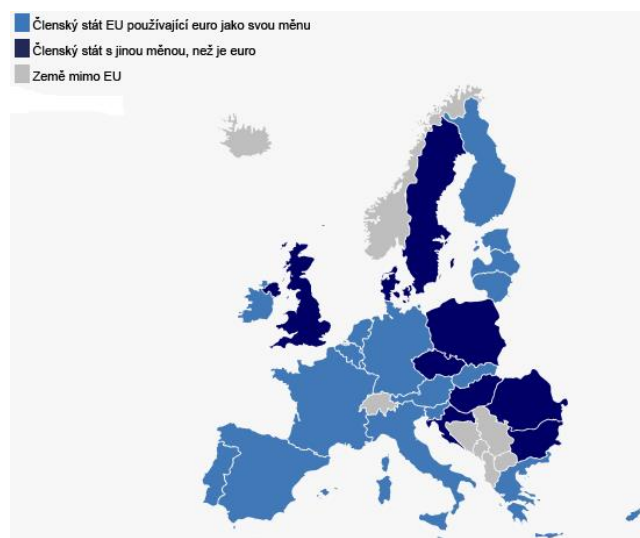 Členský stát EU používající euro jako svou měnu
Členský stát s jinou měnou, než je euro
Země mimo EU